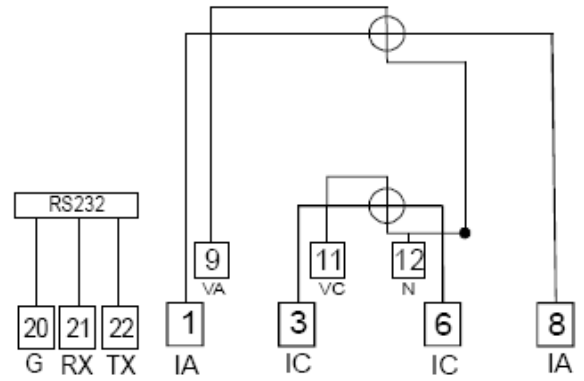 RS232
9 11 12
VA VC N
20 21 22 1 3 6 8
G RX TX IA IC IC IA